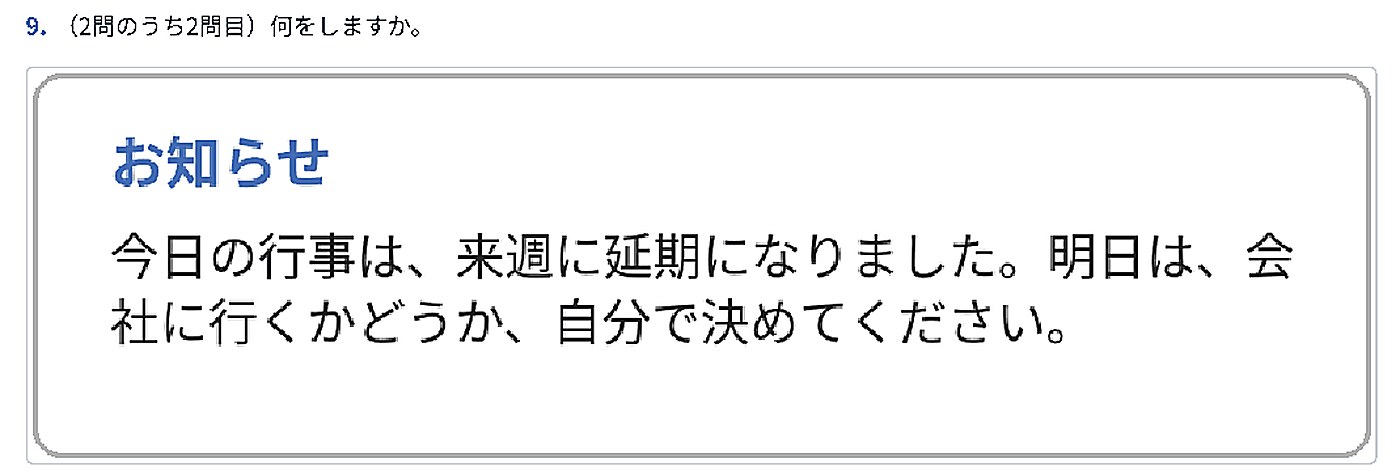 9. （2問のうち2問目）何をしますか。
お知らせ
今日の行事は、来週に延期になりました。明日は、会
社に行くかどうか、自分で決めてください。